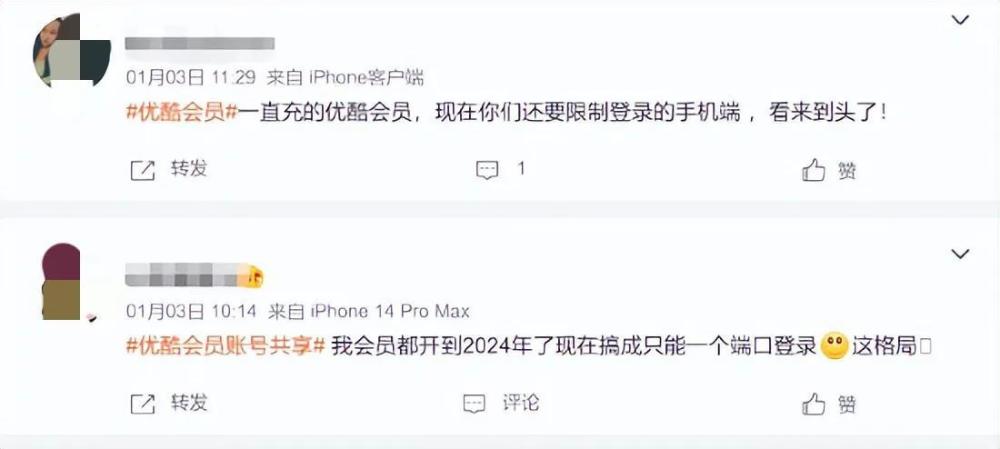 01月03日 11:29 来自 iPhone客户端
#优酷会员#一直充的优酷会员，现在你们还要限制登录的手机端，看来到头了！
转发 1 赞
01月03日 10:14 来自 iPhone 14 Pro Max
#优酷会员账号共享# 我会员都开到2024年了现在搞成只能一个端口登录 这格局
转发 评论 赞